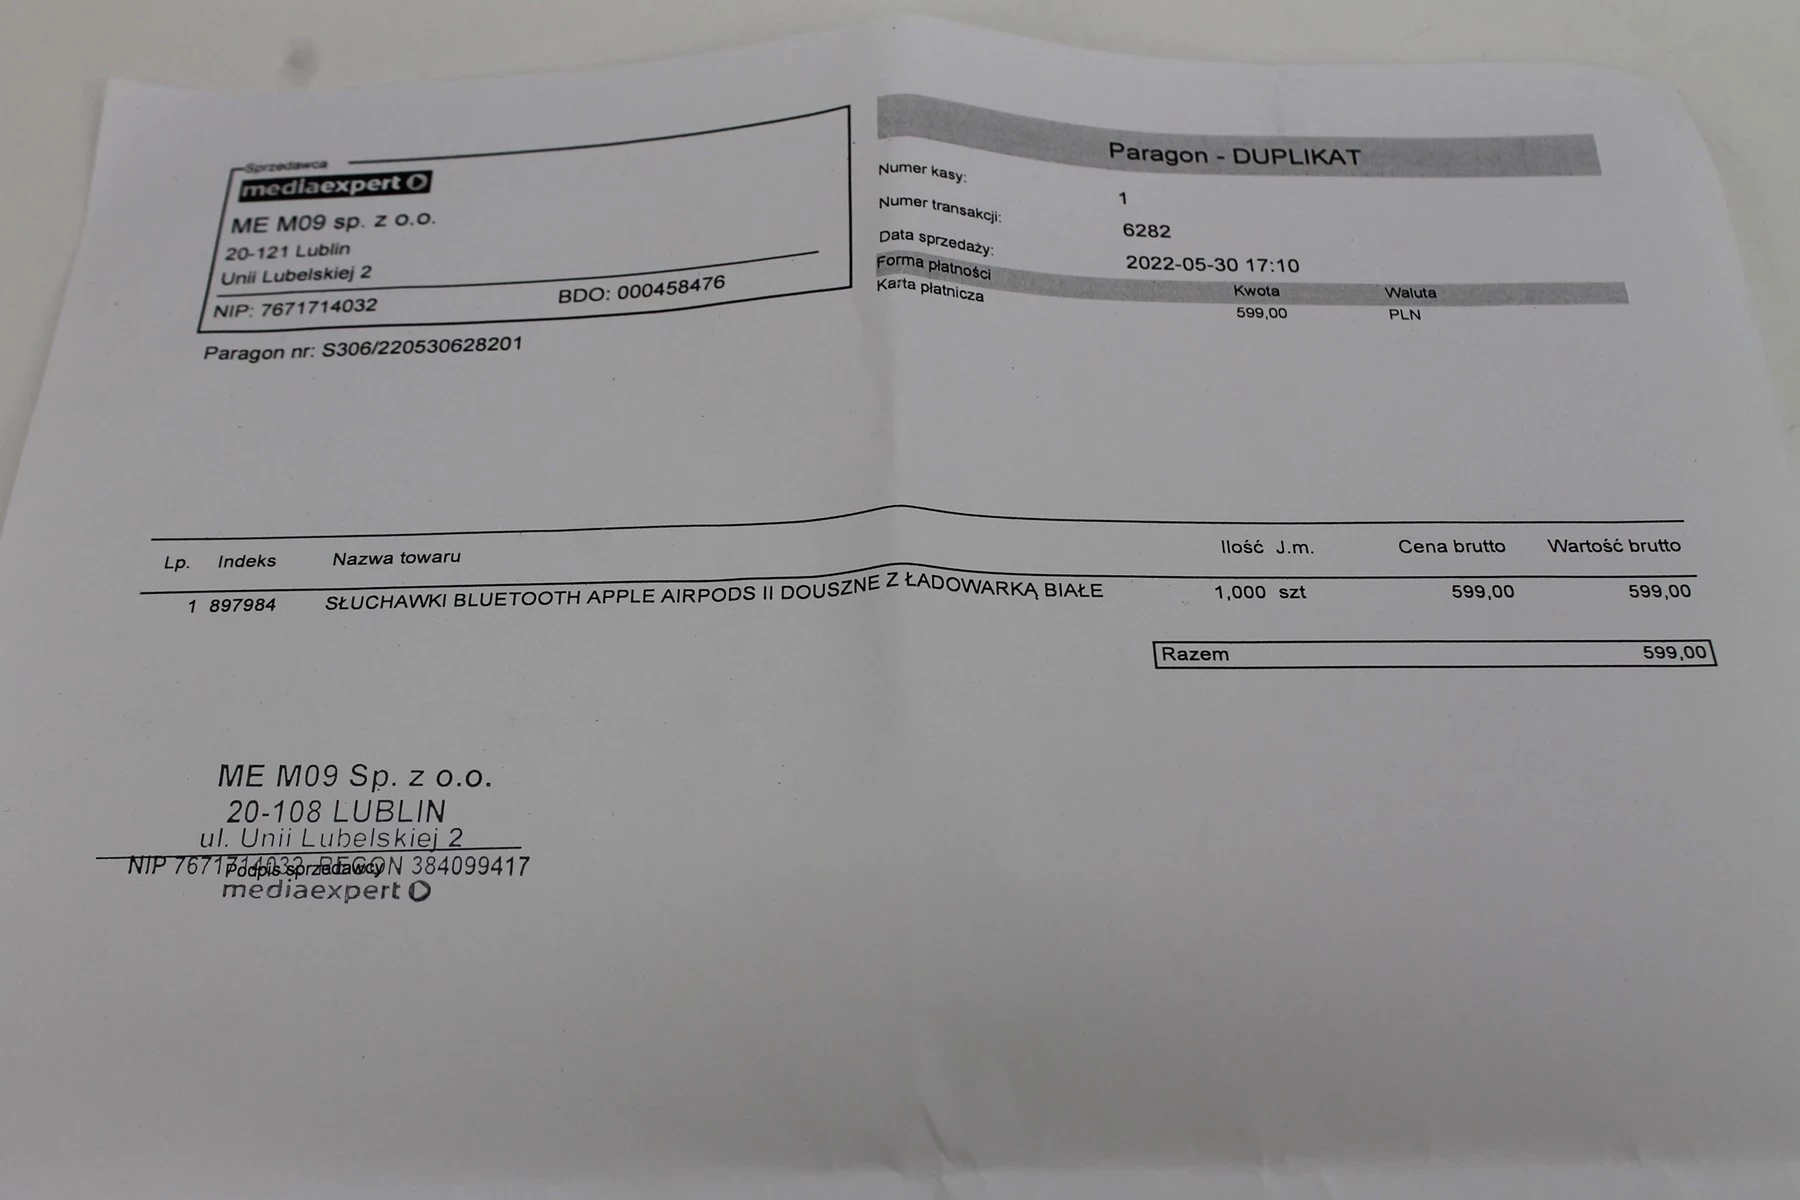 Sprzedawca
mediaexpert
ME M09 sp. z o.o.
20-121 Lublin
Unii Lubelskiej 2
NIP: 7671714032 BDO: 000458476
Paragon nr: S306/220530628201
Paragon - DUPLIKAT
Numer kasy: 1
Numer transakcji: 6282
Data sprzedaży: 2022-05-30 17:10
Forma płatności Kwota Waluta
Karta płatnicza 599,00 PLN
Lp. Indeks Nazwa towaru Ilość J.m. Cena brutto Wartość brutto
1 897984 SŁUCHAWKI BLUETOOTH APPLE AIRPODS II DOUSZNE Z ŁADOWARKĄ BIAŁE 1,000 szt 599,00 599,00
Razem 599,00
ME M09 Sp. z o.o.
20-108 LUBLIN
ul. Unii Lubelskiej 2
NIP 7671714032 REGON 384099417
Podpis sprzedawcy
mediaexpert